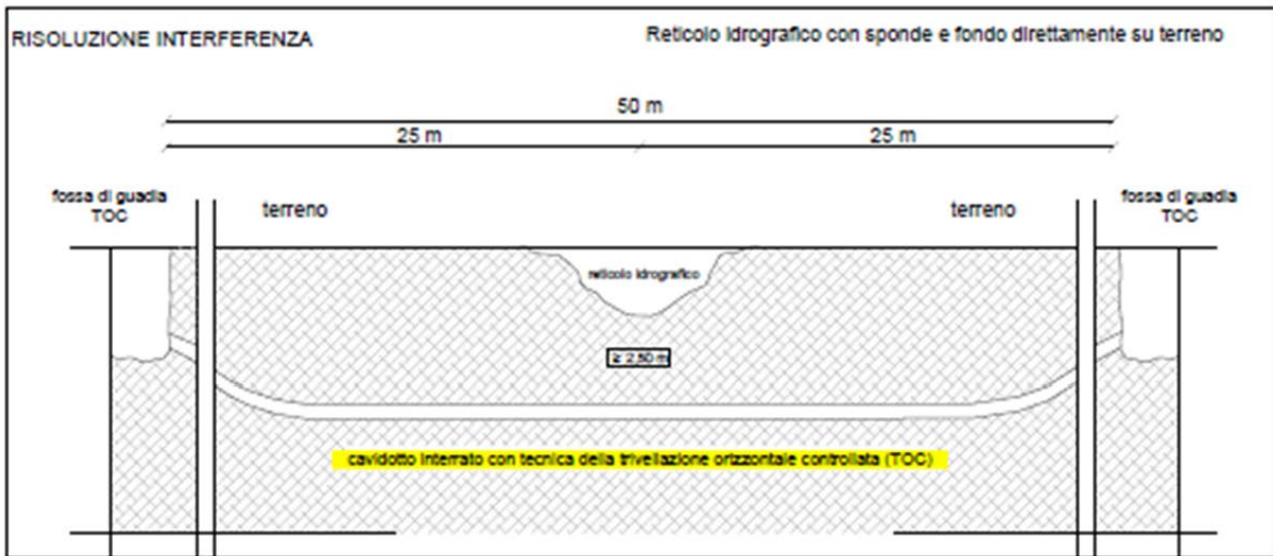 RISOLUZIONE INTERFERENZA
Reticolo idrografico con sponde e fondo direttamente su terreno
50 m
25 m
25 m
fossa di guadia
TOC
terreno
terreno
fossa di guadia
TOC
reticolo idrografico
≥ 2,50 m
cavidotto interrato con tecnica della trivellazione orizzontale controllata (TOC)